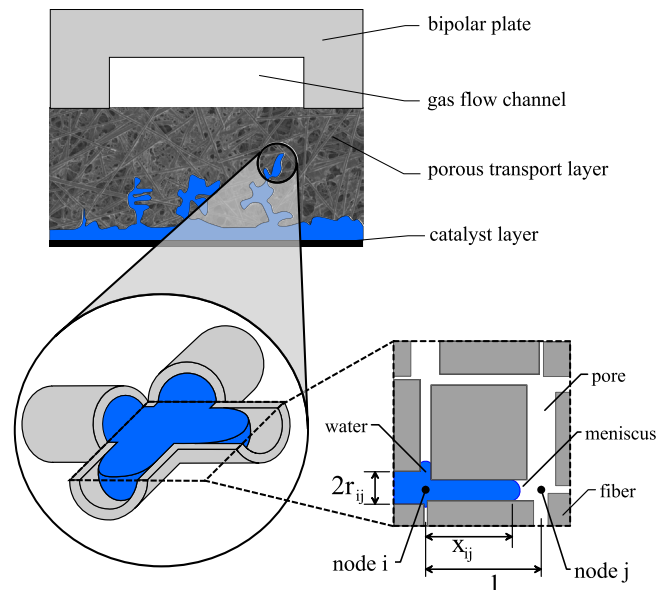 bipolar plate
gas flow channel
porous transport layer
catalyst layer
pore
water
meniscus
2r_ij
fiber
x_ij
node i
node j
l